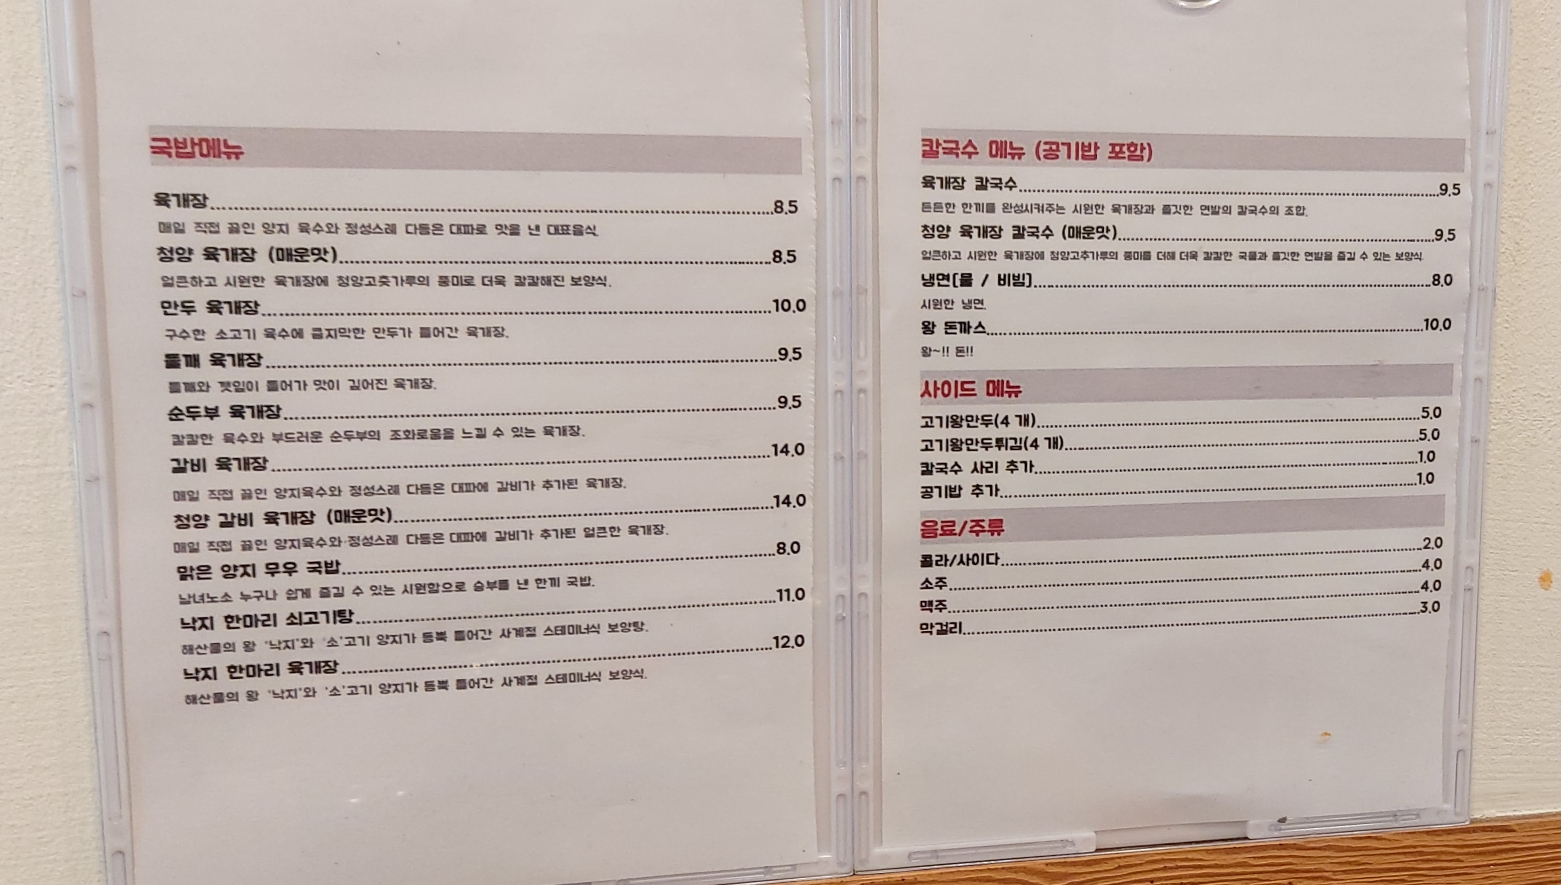 국밥메뉴
육개장 8.5
매일 직접 끓인 양지 육수와 정성스레 다듬은 대파로 맛을 낸 대표음식.
청양 육개장 (매운맛) 8.5
얼큰하고 시원한 육개장에 청양고춧가루의 풍미로 더욱 칼칼해진 보양식.
만두 육개장 10.0
구수한 소고기 육수에 큼지막한 만두가 들어간 육개장.
들깨 육개장 9.5
들깨와 깻잎이 들어가 맛이 깊어진 육개장.
순두부 육개장 9.5
칼칼한 육수와 부드러운 순두부의 조화로움을 느낄 수 있는 육개장.
갈비 육개장 14.0
매일 직접 끓인 양지육수와 정성스레 다듬은 대파에 갈비가 추가된 육개장.
청양 갈비 육개장 (매운맛) 14.0
매일 직접 끓인 양지육수와 정성스레 다듬은 대파에 갈비가 추가된 얼큰한 육개장.
맑은 양지 무우 국밥 8.0
남녀노소 누구나 쉽게 즐길 수 있는 시원함으로 승부를 낸 한끼 국밥.
낙지 한마리 쇠고기탕 11.0
해산물의 왕 '낙지'와 '소'고기 양지가 듬뿍 들어간 사계절 스테미너식 보양탕.
낙지 한마리 육개장 12.0
해산물의 왕 '낙지'와 '소'고기 양지가 듬뿍 들어간 사계절 스테미너식 보양식.
칼국수 메뉴 (공기밥 포함)
육개장 칼국수 9.5
든든한 한끼를 완성시켜주는 시원한 육개장과 쫄깃한 면발의 칼국수의 조합.
청양 육개장 칼국수 (매운맛) 9.5
얼큰하고 시원한 육개장에 청양고추가루의 풍미를 더해 더욱 칼칼한 국물과 쫄깃한 면발을 즐길 수 있는 보양식.
냉면[물 / 비빔] 8.0
시원한 냉면.
왕 돈까스 10.0
왕~!! 돈!!
사이드 메뉴
고기왕만두(4 개) 5.0
고기왕만두튀김(4 개) 5.0
칼국수 사리 추가 1.0
공기밥 추가 1.0
음료/주류
콜라/사이다 2.0
소주 4.0
맥주 4.0
막걸리 3.0